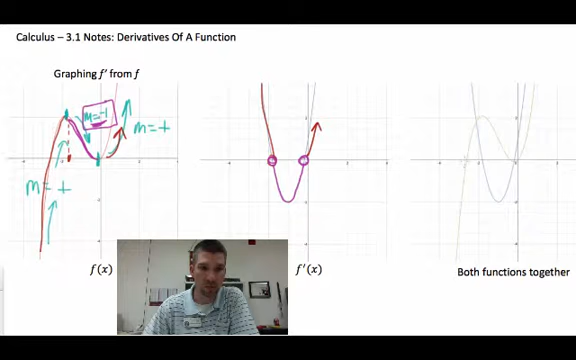 Calculus – 3.1 Notes: Derivatives Of A Function
Graphing f' from f
m=-1
m=+
m=+
f(x)
f'(x)
Both functions together